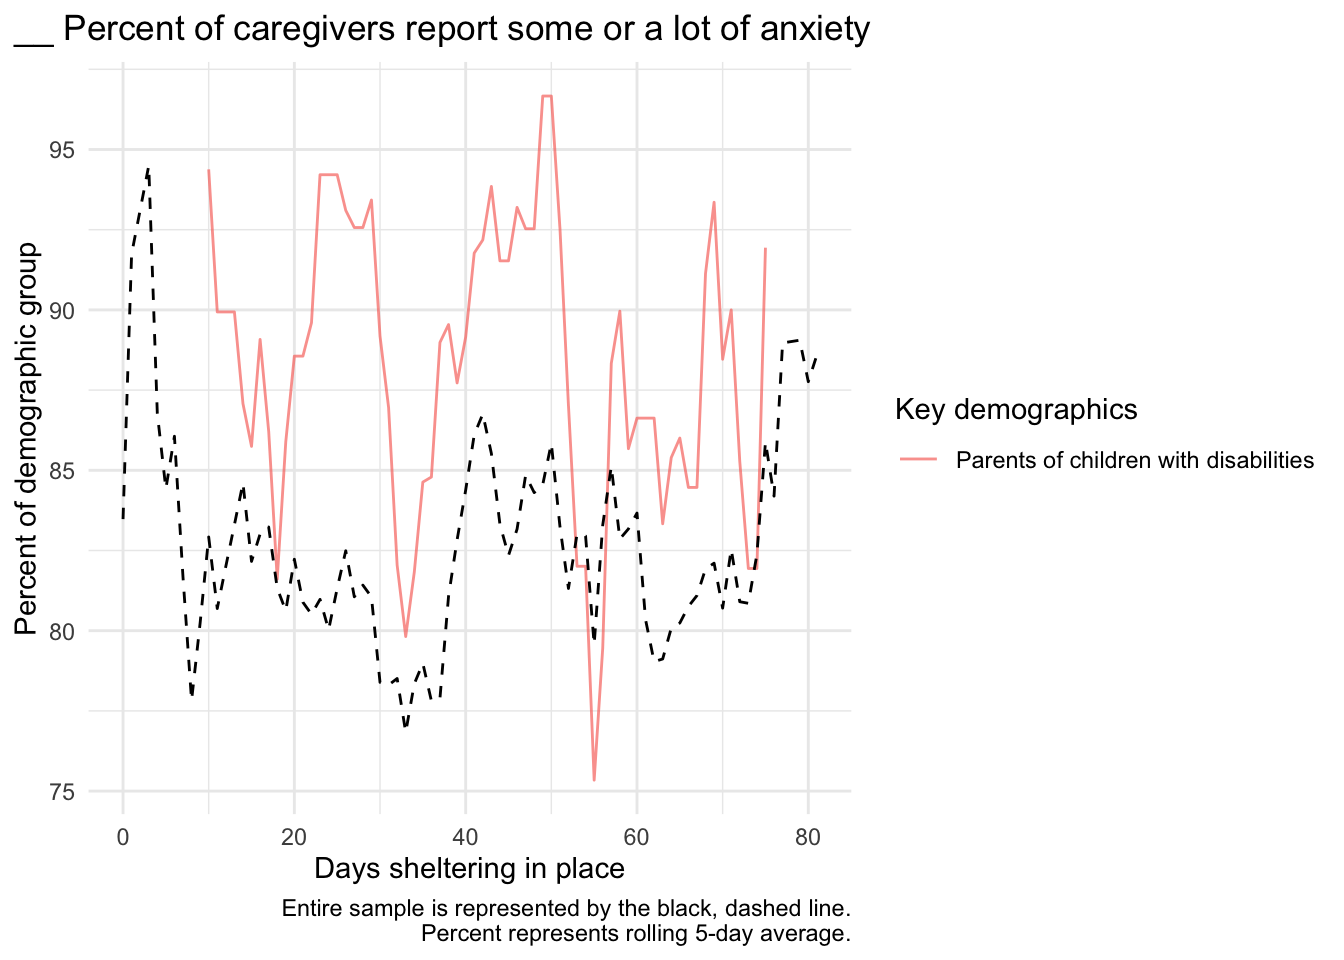 __ Percent of caregivers report some or a lot of anxiety
Percent of demographic group
95
90
85
80
75
0 20 40 60 80
Days sheltering in place
Key demographics
Parents of children with disabilities
Entire sample is represented by the black, dashed line.
Percent represents rolling 5-day average.